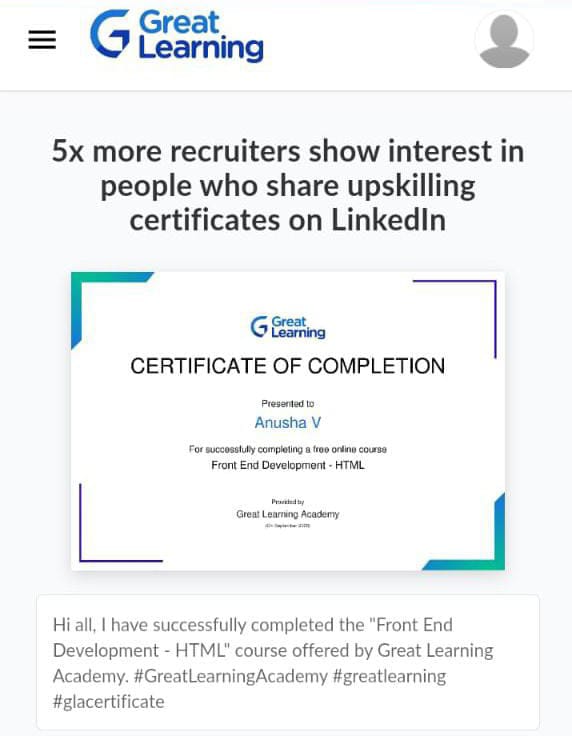 Great
Learning
5x more recruiters show interest in
people who share upskilling
certificates on LinkedIn
Great
Learning
CERTIFICATE OF COMPLETION
Presented to
Anusha V
For successfully completing a free online course
Front End Development - HTML
Provided by
Great Learning Academy
Hi all, I have successfully completed the "Front End
Development - HTML" course offered by Great Learning
Academy. #GreatLearningAcademy #greatlearning
#glacertificate